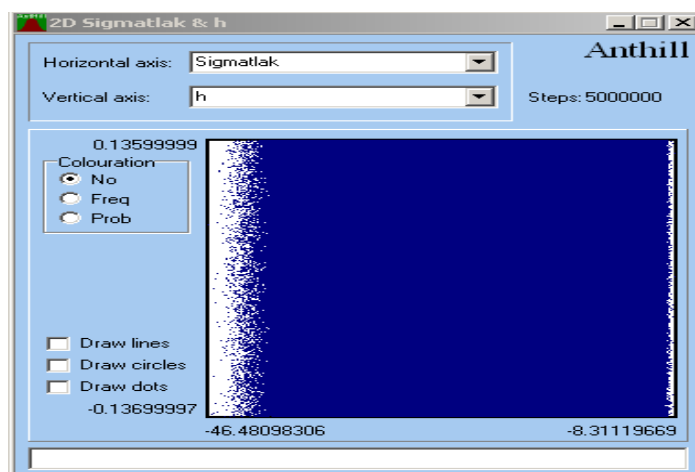 2D Sigmatlak & h
Anthill
Horizontal axis: Sigmatlak
Vertical axis: h
Steps: 5000000
0.13599999
Colouration
No
Freq
Prob
Draw lines
Draw circles
Draw dots
-0.13699997
-46.48098306 -8.31119669